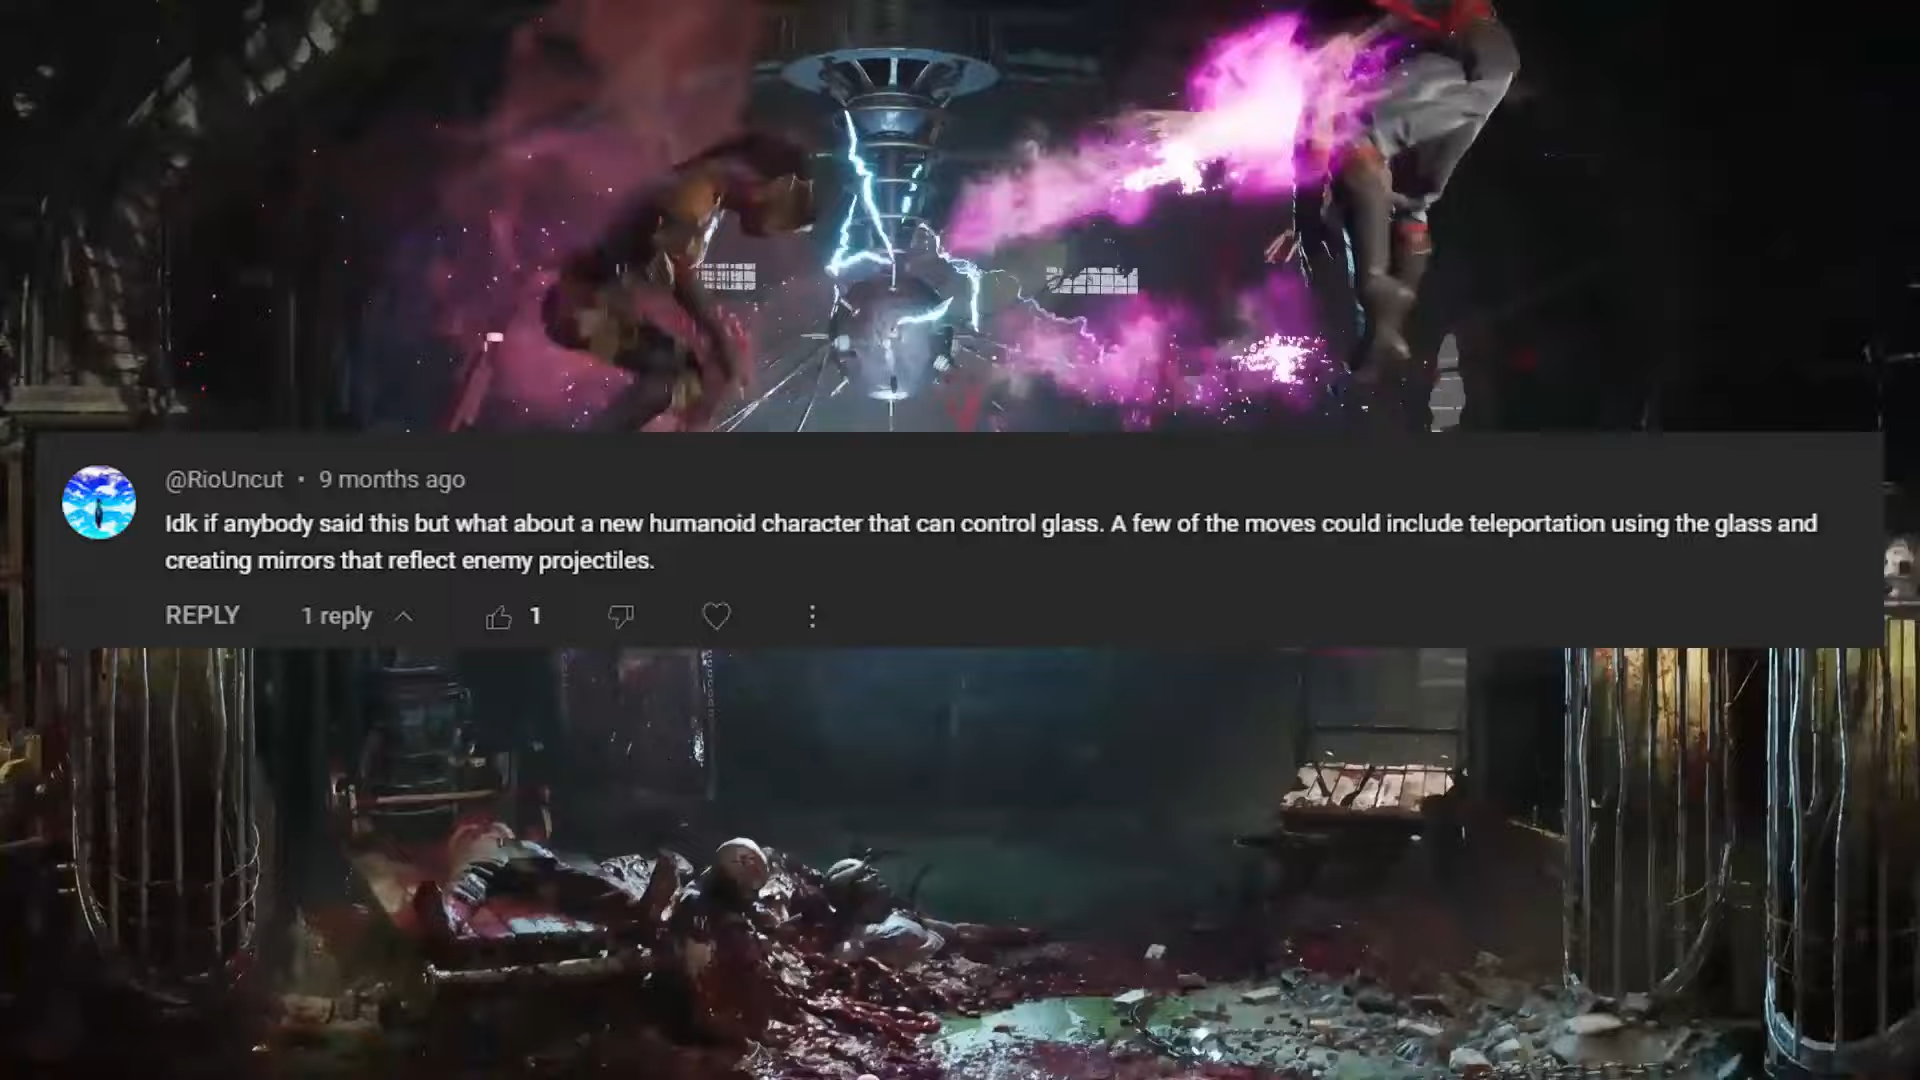 @RioUncut • 9 months ago
Idk if anybody said this but what about a new humanoid character that can control glass. A few of the moves could include teleportation using the glass and
creating mirrors that reflect enemy projectiles.
REPLY 1 reply 1